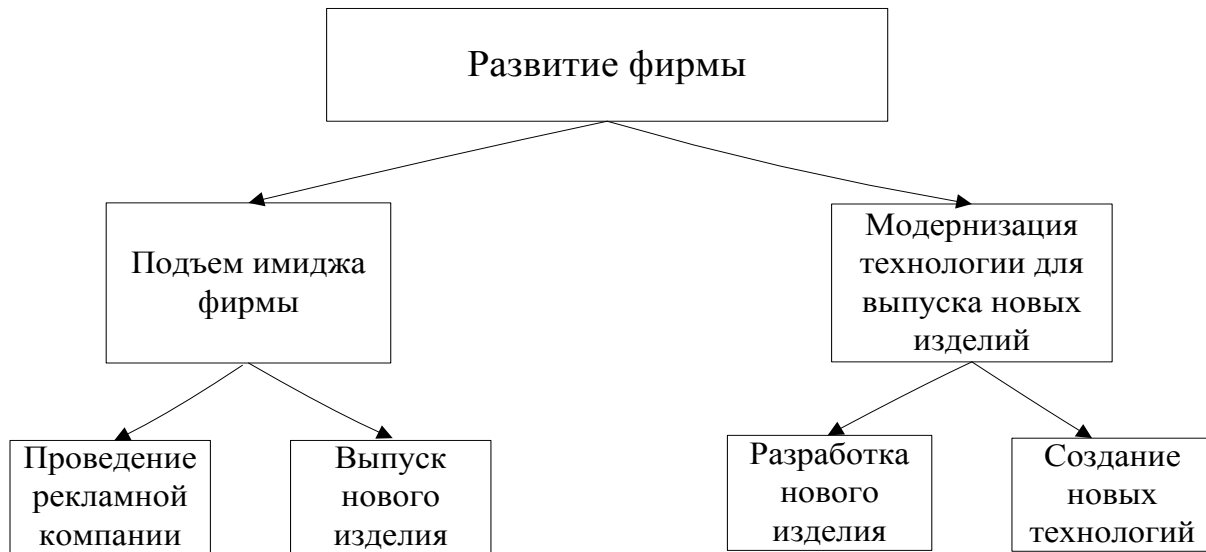 Развитие фирмы
Подъем имиджа
фирмы
Модернизация
технологии для
выпуска новых
изделий
Проведение
рекламной
компании
Выпуск
нового
изделия
Разработка
нового
изделия
Создание
новых
технологий